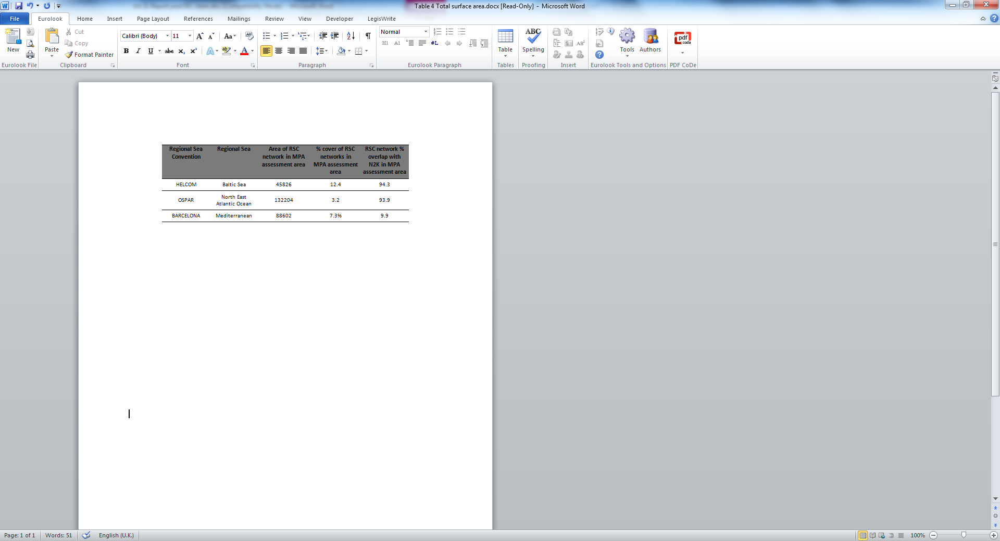 Table 4 Total surface area.docx [Read-Only] - Microsoft Word
File Eurolook Home Insert Page Layout References Mailings Review View Developer LegisWrite
New
Paste
Cut
Copy
Format Painter
Calibri (Body) 11
Normal
Table
ABC
Spelling
Tools
Authors
pdf
code
Eurolook File Clipboard Font Paragraph Eurolook Paragraph Tables Proofing Insert Eurolook Tools and Options PDF CoDe
Regional Sea Convention
Regional Sea
Area of RSC network in MPA assessment area
% cover of RSC networks in MPA assessment area
RSC network % overlap with N2K in MPA assessment area
HELCOM Baltic Sea 45826 12.4 94.3
OSPAR North East Atlantic Ocean 132204 3.2 93.9
BARCELONA Mediterranean 88602 7.3% 9.9
Page: 1 of 1 Words: 51 English (U.K.) 100%